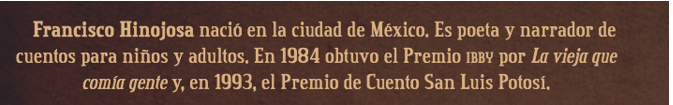 Francisco Hinojosa nació en la ciudad de México. Es poeta y narrador de
cuentos para niños y adultos. En 1984 obtuvo el Premio IBBY por La vieja que
comía gente y, en 1993, el Premio de Cuento San Luis Potosí.